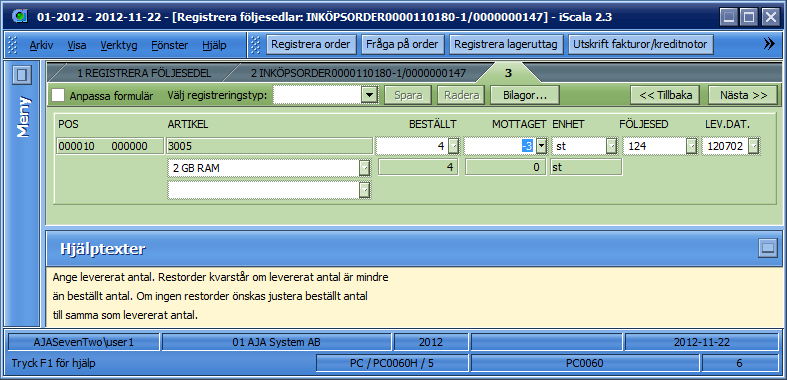 01-2012 - 2012-11-22 - [Registrera följesedlar: INKÖPSORDER0000110180-1/0000000147] - iScala 2.3
Arkiv Visa Verktyg Fönster Hjälp Registrera order Fråga på order Registrera lageruttag Utskrift fakturor/kreditnotor
1 REGISTRERA FÖLJESEDEL 2 INKÖPSORDER0000110180-1/0000000147 3
Meny
Anpassa formulär Välj registreringstyp: Spara Radera Bilagor... << Tillbaka Nästa >>
POS ARTIKEL BESTÄLLT MOTTAGET ENHET FÖLJESED LEV.DAT.
000010 000000 3005 4 -3 st 124 120702
2 GB RAM 4 0 st
Hjälptexter
Ange levererat antal. Restorder kvarstår om levererat antal är mindre
än beställt antal. Om ingen restorder önskas justera beställt antal
till samma som levererat antal.
AJASevenTwo\user1 01 AJA System AB 2012 2012-11-22
Tryck F1 för hjälp PC / PC0060H / 5 PC0060 6